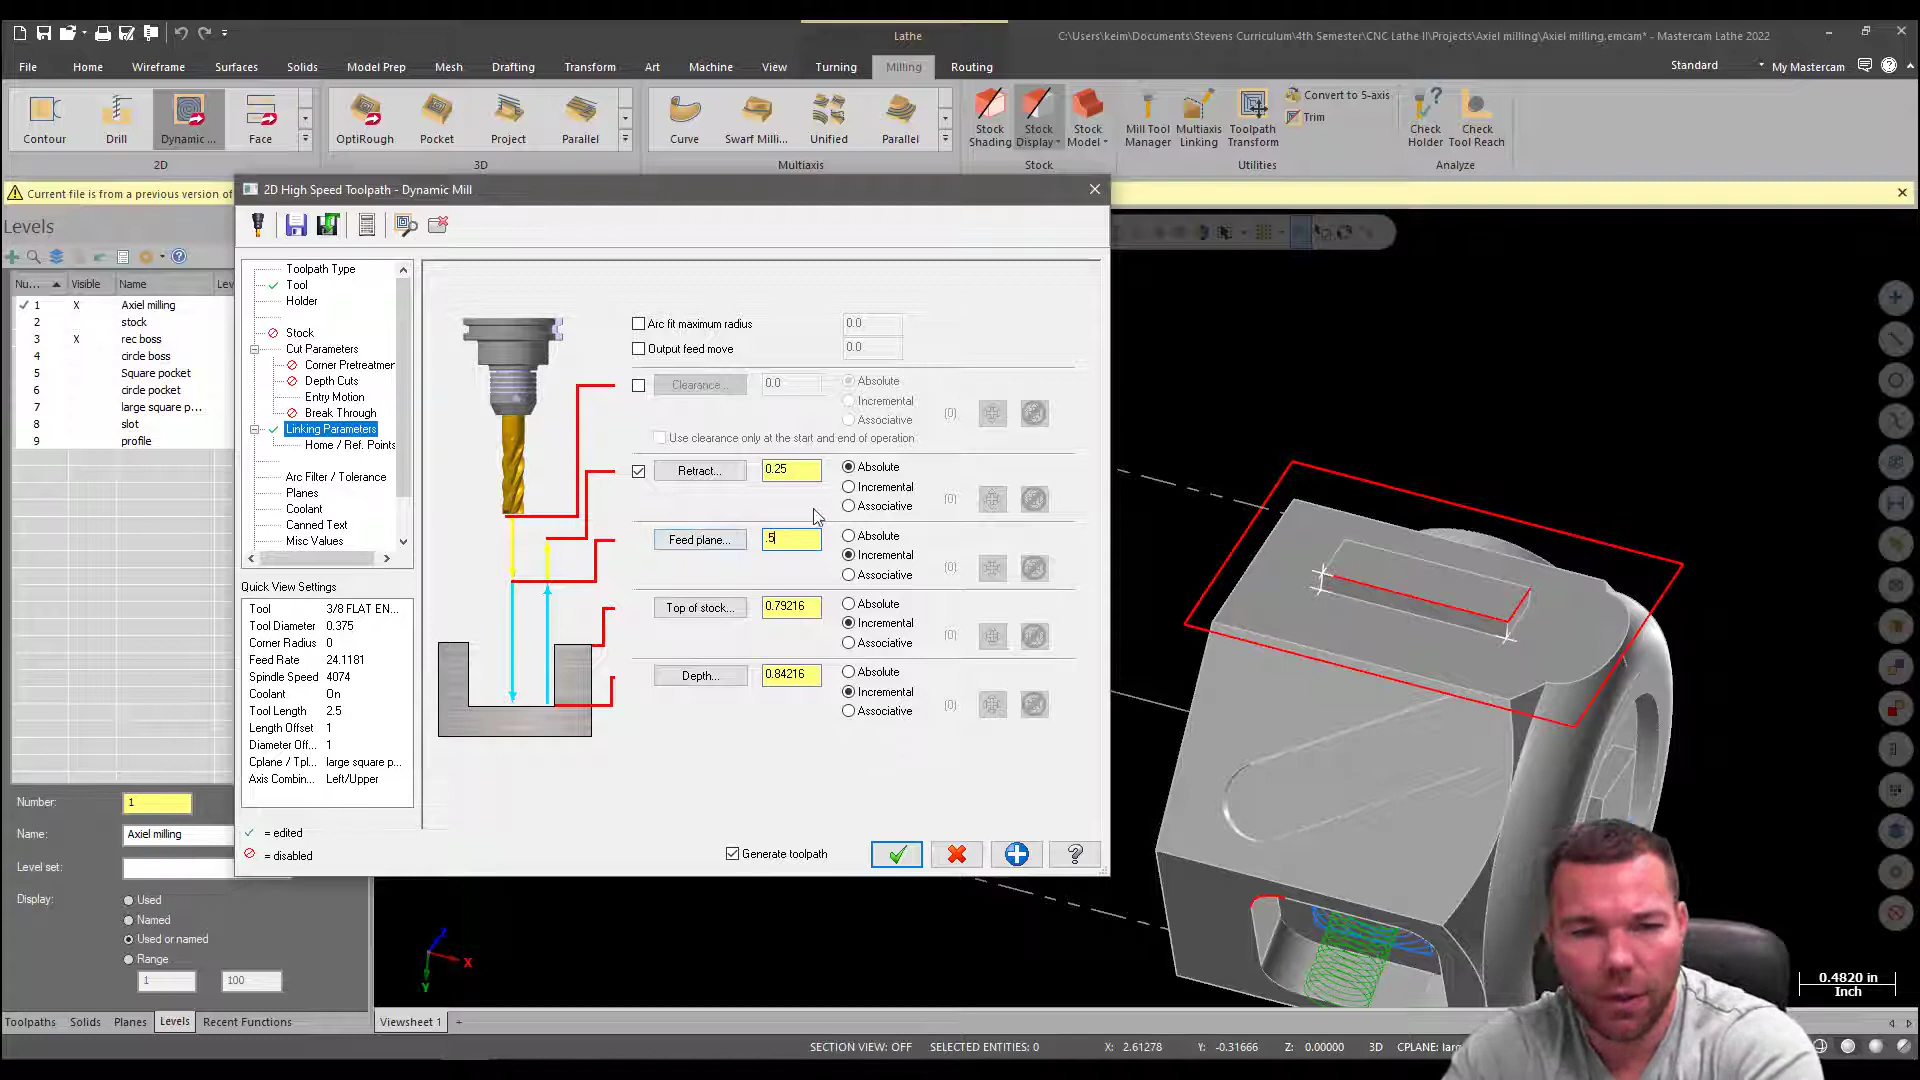 Lathe
C:\Users\keim\Documents\Stevens Curriculum\4th Semester\CNC Lathe II\Projects\Axiel milling\Axiel milling.emcam* - Mastercam Lathe 2022
File Home Wireframe Surfaces Solids Model Prep Mesh Drafting Transform Art Machine View Turning Milling Routing
Standard My Mastercam
Contour Drill Dynamic ... Face
OptiRough Pocket Project Parallel
Curve Swarf Milli... Unified Parallel
Stock Shading Stock Display Stock Model
Mill Tool Manager Multiaxis Linking Toolpath Transform
Convert to 5-axis
Trim
Check Holder Check Tool Reach
2D 3D Multiaxis Stock Utilities Analyze
Current file is from a previous version of
2D High Speed Toolpath - Dynamic Mill
Levels
Nu... Visible Name Lev
1 X Axiel milling
2 stock
3 X rec boss
4 circle boss
5 Square pocket
6 circle pocket
7 large square p...
8 slot
9 profile
Number: 1
Name: Axiel milling
Level set:
Display: Used
Named
Used or named
Range
1 100
Toolpaths Solids Planes Levels Recent Functions
Toolpath Type
Tool
Holder
Stock
Cut Parameters
Corner Pretreatmer
Depth Cuts
Entry Motion
Break Through
Linking Parameters
Home / Ref. Points
Arc Filter / Tolerance
Planes
Coolant
Canned Text
Misc Values
Quick View Settings
Tool 3/8 FLAT EN...
Tool Diameter 0.375
Corner Radius 0
Feed Rate 24.1181
Spindle Speed 4074
Coolant On
Tool Length 2.5
Length Offset 1
Diameter Off... 1
Cplane / Tpl... large square p...
Axis Combin... Left/Upper
= edited
= disabled
Arc fit maximum radius 0.0
Output feed move 0.0
Clearance... 0.0 Absolute
Incremental (0)
Associative
Use clearance only at the start and end of operation
Retract... 0.25 Absolute
Incremental (0)
Associative
Feed plane... .5 Absolute
Incremental (0)
Associative
Top of stock... 0.79216 Absolute
Incremental (0)
Associative
Depth... 0.84216 Absolute
Incremental (0)
Associative
Generate toolpath
X
Y
0.4820 in
Inch
Viewsheet 1 +
SECTION VIEW: OFF SELECTED ENTITIES: 0 X: 2.61278 Y: -0.31666 Z: 0.00000 3D CPLANE: